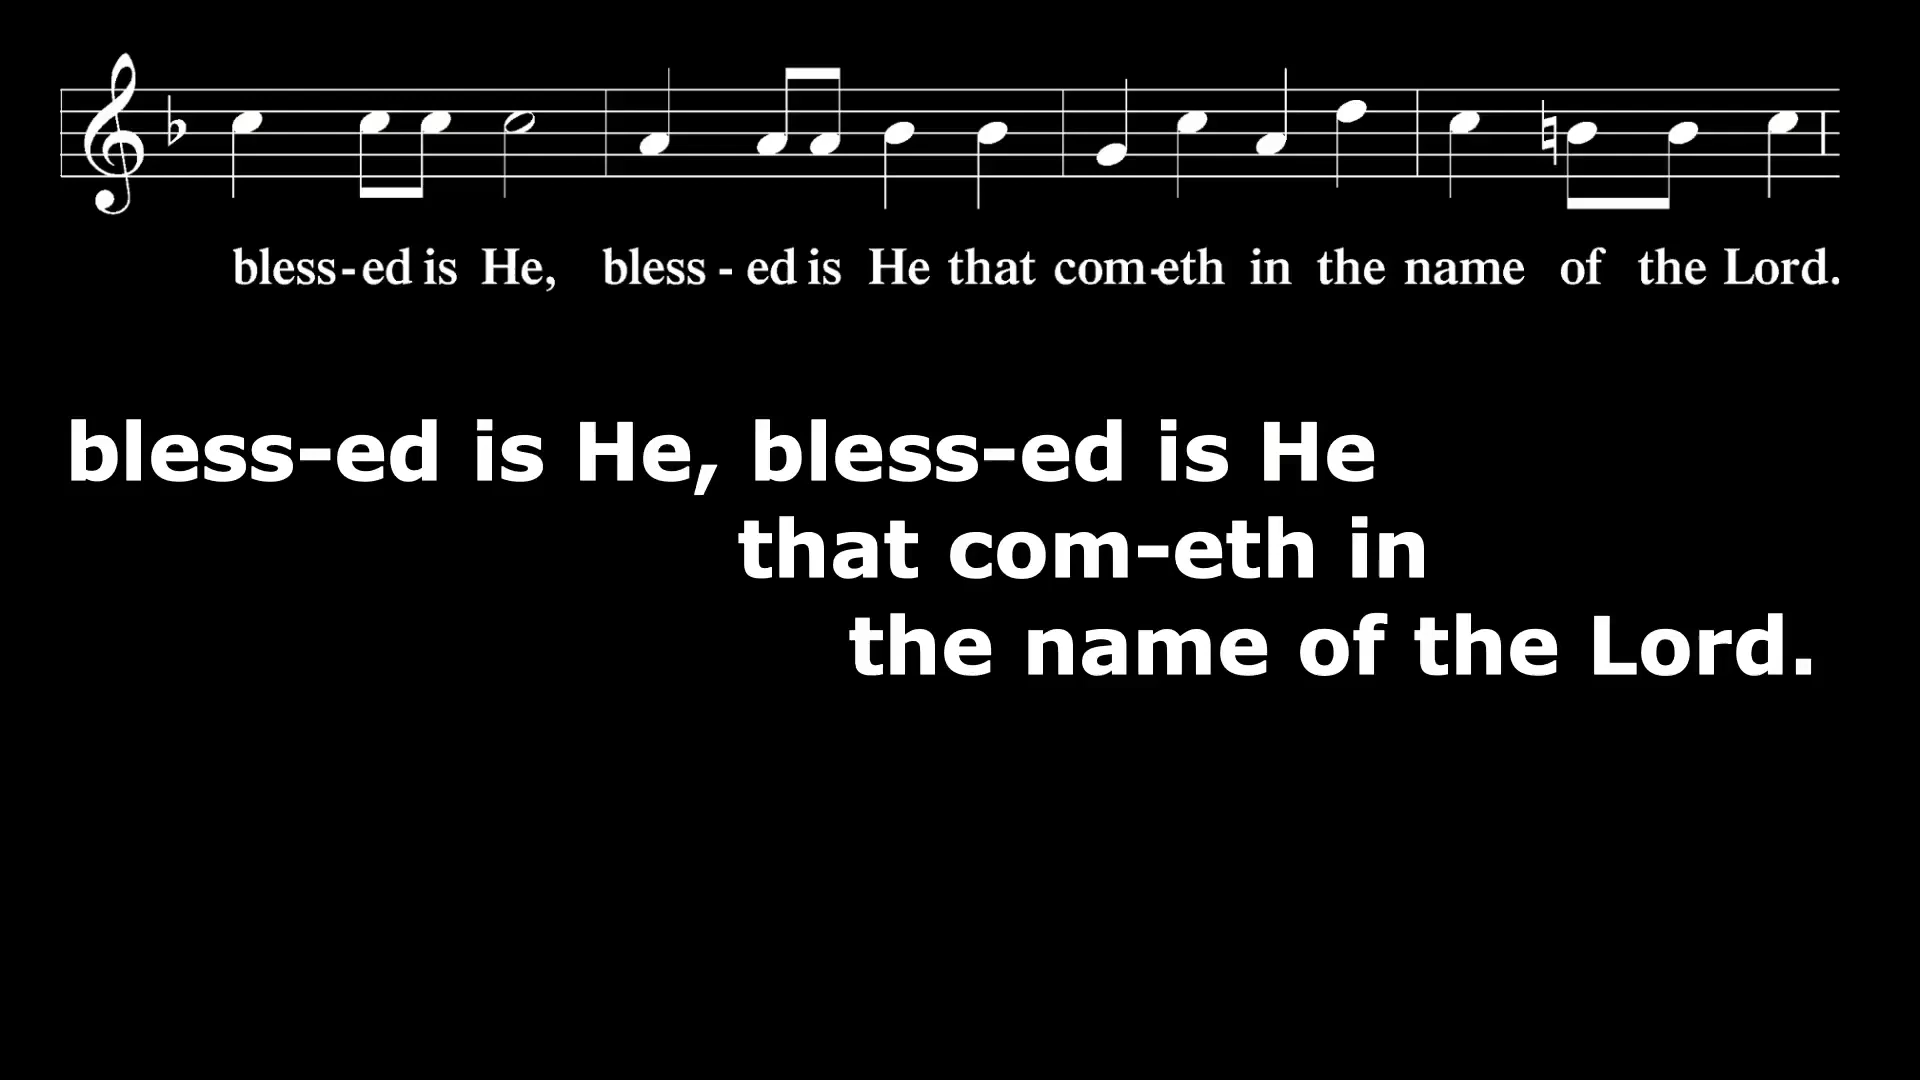 bless-ed is He, bless - ed is He that com-eth in the name of the Lord.
bless-ed is He, bless-ed is He
that com-eth in
the name of the Lord.